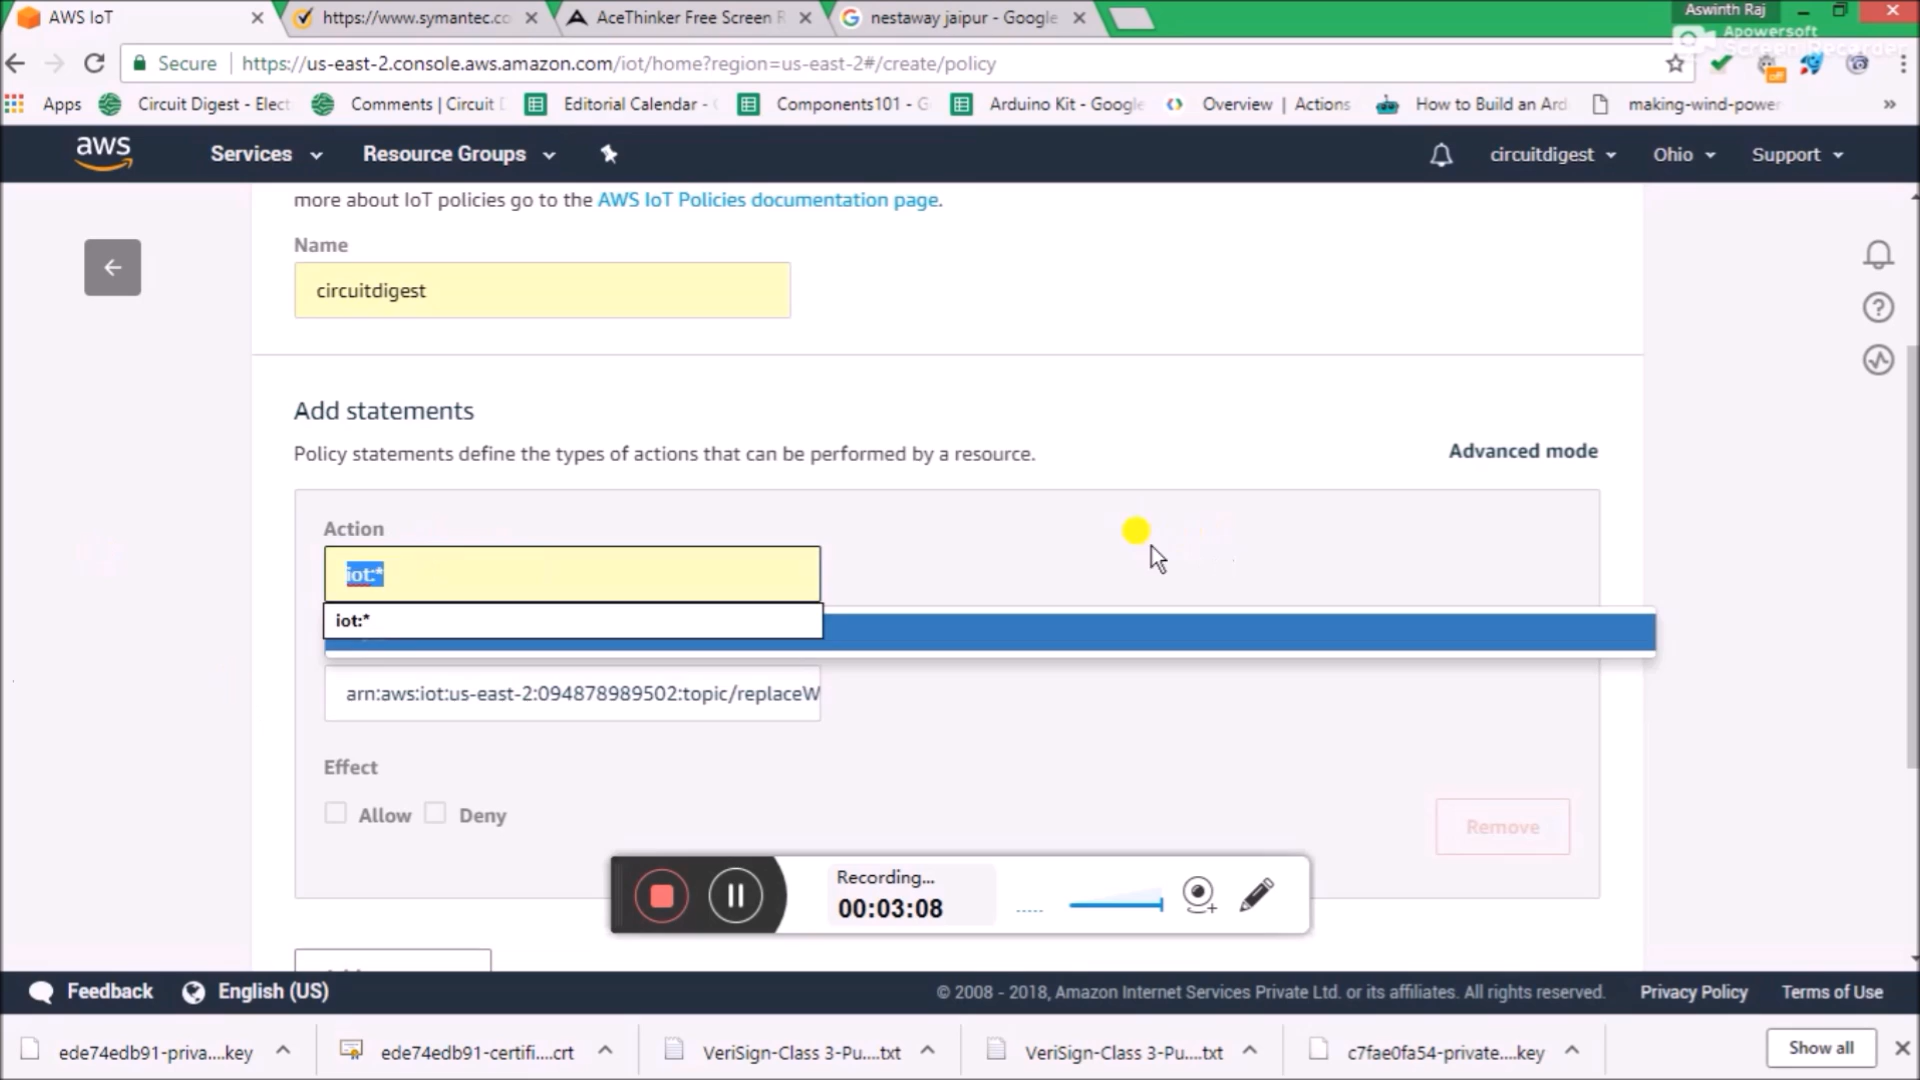 AWS IoT
https://www.symantec.co
AceThinker Free Screen R
nestaway jaipur - Google
Aswinth Raj
Apowersoft
Screen Recorder
Secure
https://us-east-2.console.aws.amazon.com/iot/home?region=us-east-2#/create/policy
off
Apps
Circuit Digest - Elect
Comments | Circuit D
Editorial Calendar - (
Components101 - G
Arduino Kit - Google
Overview | Actions
How to Build an Ard
making-wind-power
»
aws
Services
Resource Groups
circuitdigest
Ohio
Support
more about IoT policies go to the AWS IoT Policies documentation page.
Name
circuitdigest
Add statements
Policy statements define the types of actions that can be performed by a resource.
Advanced mode
Action
iot:*
iot:*
arn:aws:iot:us-east-2:094878989502:topic/replaceW
Effect
Allow
Deny
Remove
Recording...
00:03:08
Feedback
English (US)
© 2008 - 2018, Amazon Internet Services Private Ltd. or its affiliates. All rights reserved.
Privacy Policy
Terms of Use
ede74edb91-priva....key
ede74edb91-certifi....crt
VeriSign-Class 3-Pu....txt
VeriSign-Class 3-Pu....txt
c7fae0fa54-private....key
Show all